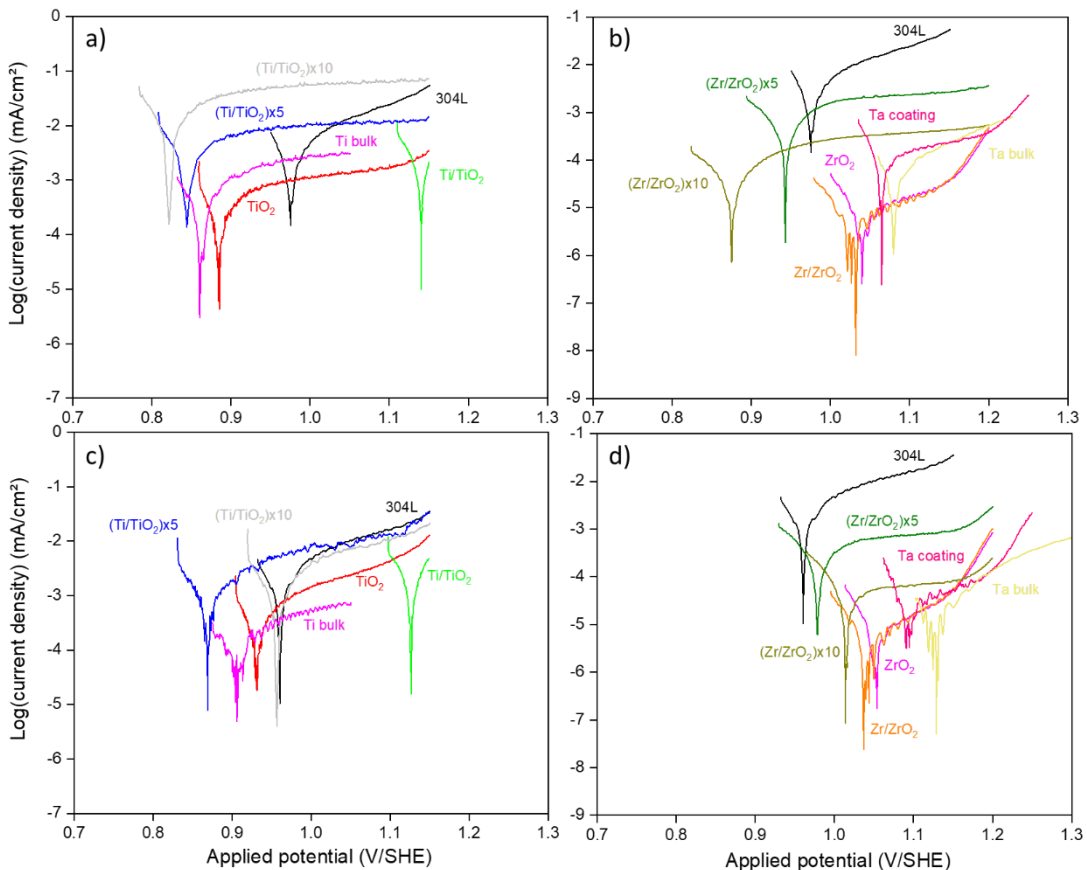 a)
0
-1
-2
-3
-4
-5
-6
-7
0.7 0.8 0.9 1.0 1.1 1.2 1.3
Log(current density) (mA/cm²)
(Ti/TiO₂)x10
304L
(Ti/TiO₂)x5
Ti bulk
Ti/TiO₂
TiO₂
b)
-1
-2
-3
-4
-5
-6
-7
-8
-9
0.7 0.8 0.9 1.0 1.1 1.2 1.3
304L
(Zr/ZrO₂)x5
Ta coating
ZrO₂
Ta bulk
(Zr/ZrO₂)x10
Zr/ZrO₂
c)
0
-1
-2
-3
-4
-5
-6
-7
0.7 0.8 0.9 1.0 1.1 1.2 1.3
Log(current density) (mA/cm²)
Applied potential (V/SHE)
(Ti/TiO₂)x5
(Ti/TiO₂)x10
304L
TiO₂
Ti/TiO₂
Ti bulk
d)
-1
-2
-3
-4
-5
-6
-7
-8
-9
0.7 0.8 0.9 1.0 1.1 1.2 1.3
Applied potential (V/SHE)
304L
(Zr/ZrO₂)x5
Ta coating
Ta bulk
(Zr/ZrO₂)x10
ZrO₂
Zr/ZrO₂